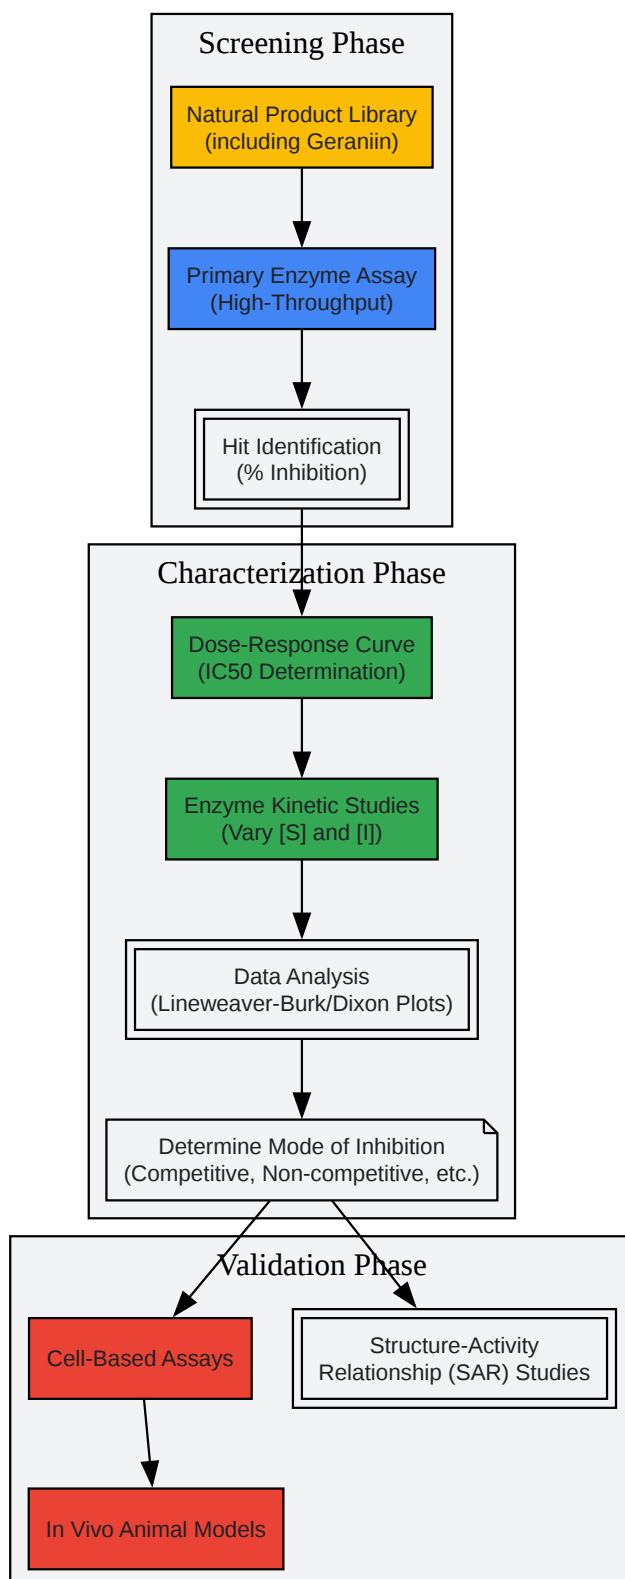 Screening Phase
Natural Product Library
(including Geraniin)
Primary Enzyme Assay
(High-Throughput)
Hit Identification
(% Inhibition)
Characterization Phase
Dose-Response Curve
(IC50 Determination)
Enzyme Kinetic Studies
(Vary [S] and [I])
Data Analysis
(Lineweaver-Burk/Dixon Plots)
Determine Mode of Inhibition
(Competitive, Non-competitive, etc.)
Validation Phase
Cell-Based Assays
Structure-Activity
Relationship (SAR) Studies
In Vivo Animal Models